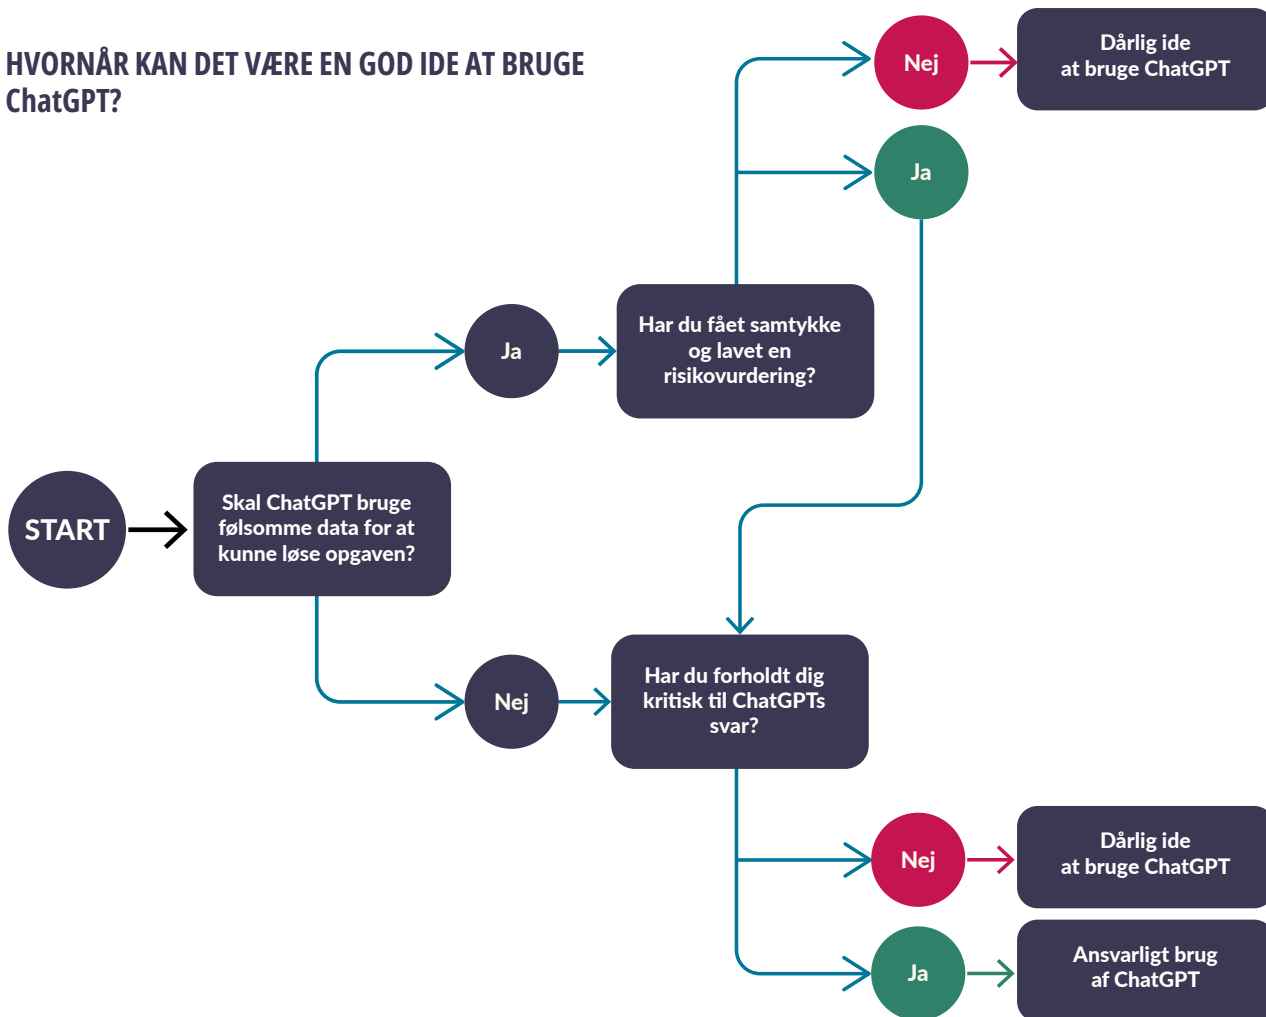 HVORNÅR KAN DET VÆRE EN GOD IDE AT BRUGE
ChatGPT?
Nej
Dårlig ide
at bruge ChatGPT
Ja
Ja
Har du fået samtykke
og lavet en
risikovurdering?
START
Skal ChatGPT bruge
følsomme data for at
kunne løse opgaven?
Nej
Har du forholdt dig
kritisk til ChatGPTs
svar?
Nej
Dårlig ide
at bruge ChatGPT
Ja
Ansvarligt brug
af ChatGPT